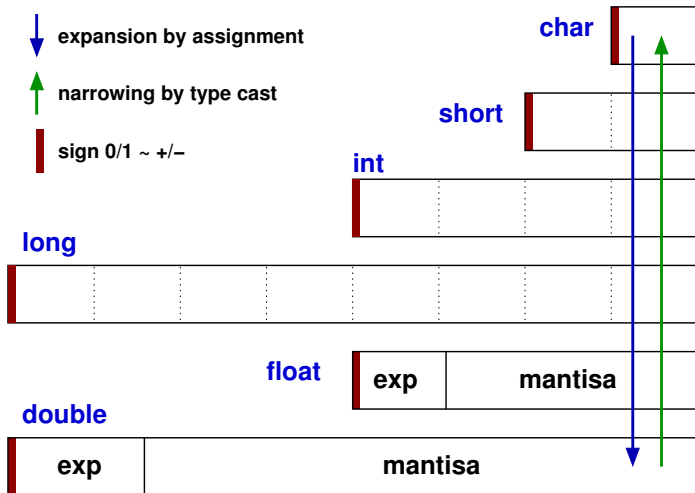 expansion by assignment
char
narrowing by type cast
short
sign 0/1 ~ +/−
int
long
float
exp
mantisa
double
exp
mantisa